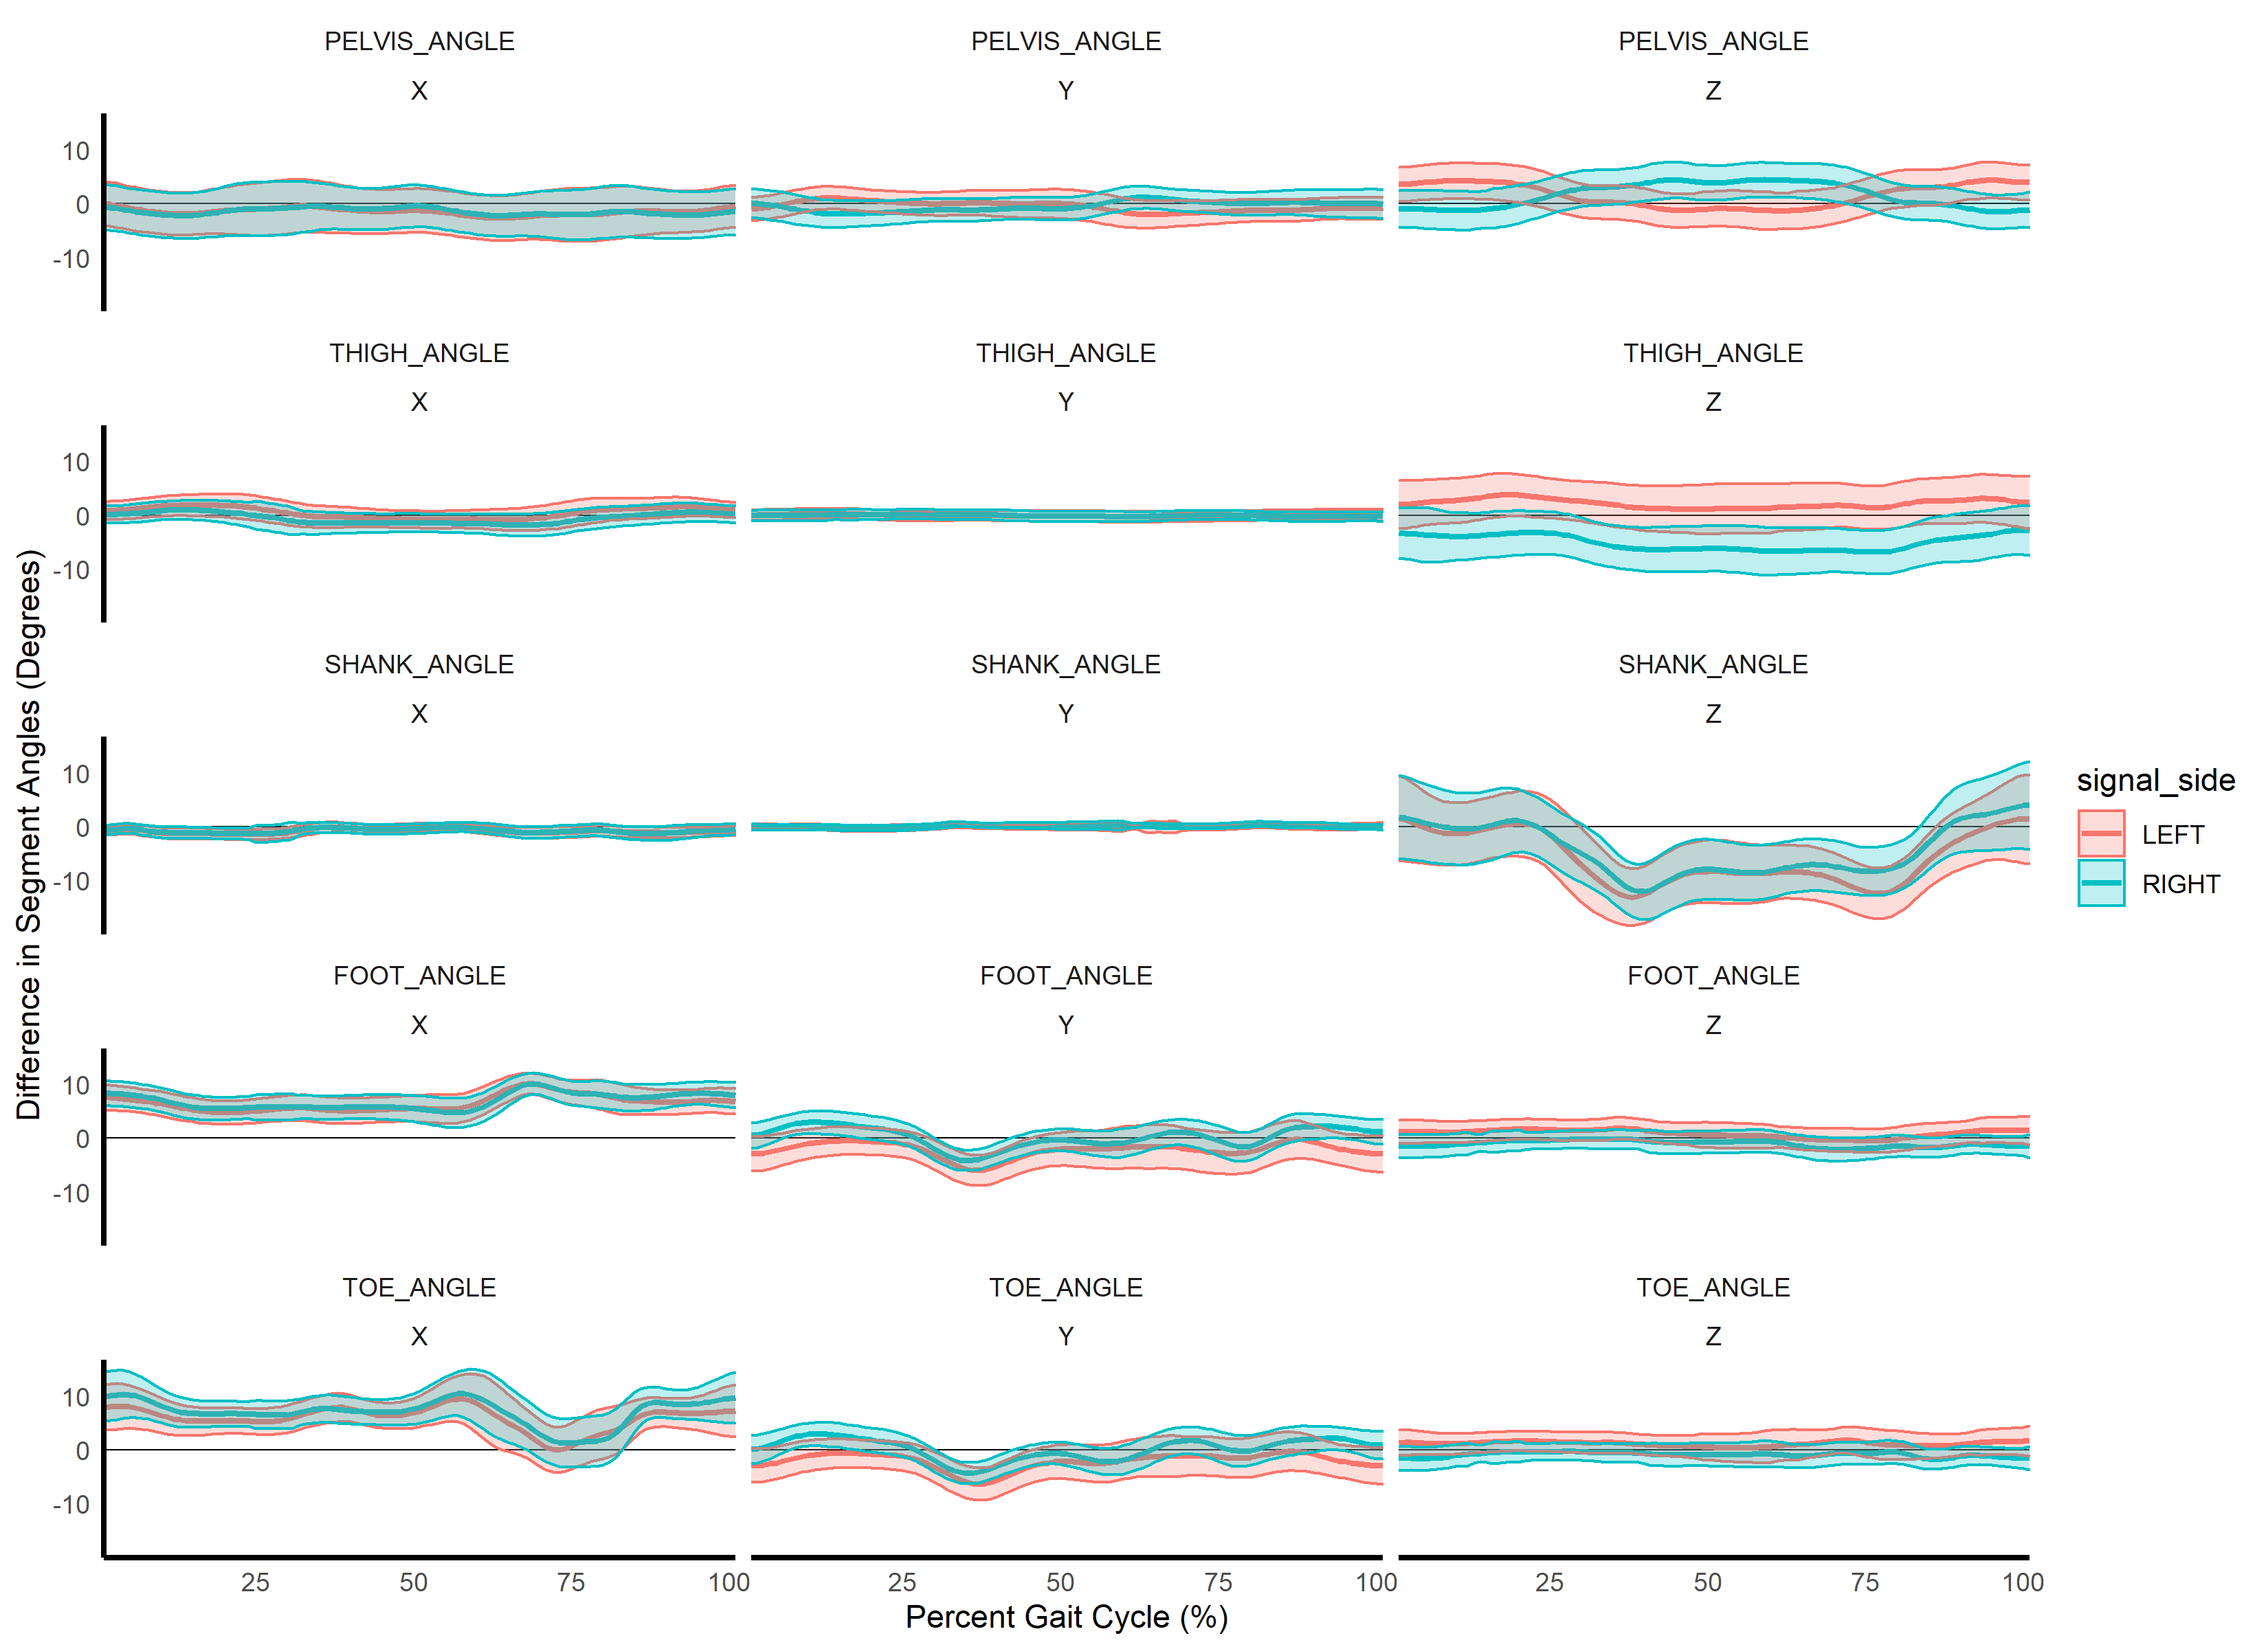 PELVIS_ANGLE PELVIS_ANGLE PELVIS_ANGLE
X Y Z
10
0
-10
THIGH_ANGLE THIGH_ANGLE THIGH_ANGLE
X Y Z
10
0
-10
SHANK_ANGLE SHANK_ANGLE SHANK_ANGLE
X Y Z
10
0
-10
FOOT_ANGLE FOOT_ANGLE FOOT_ANGLE
X Y Z
10
0
-10
TOE_ANGLE TOE_ANGLE TOE_ANGLE
X Y Z
10
0
-10
25 50 75 100 25 50 75 100 25 50 75 100
Percent Gait Cycle (%)
Difference in Segment Angles (Degrees)
signal_side
LEFT
RIGHT